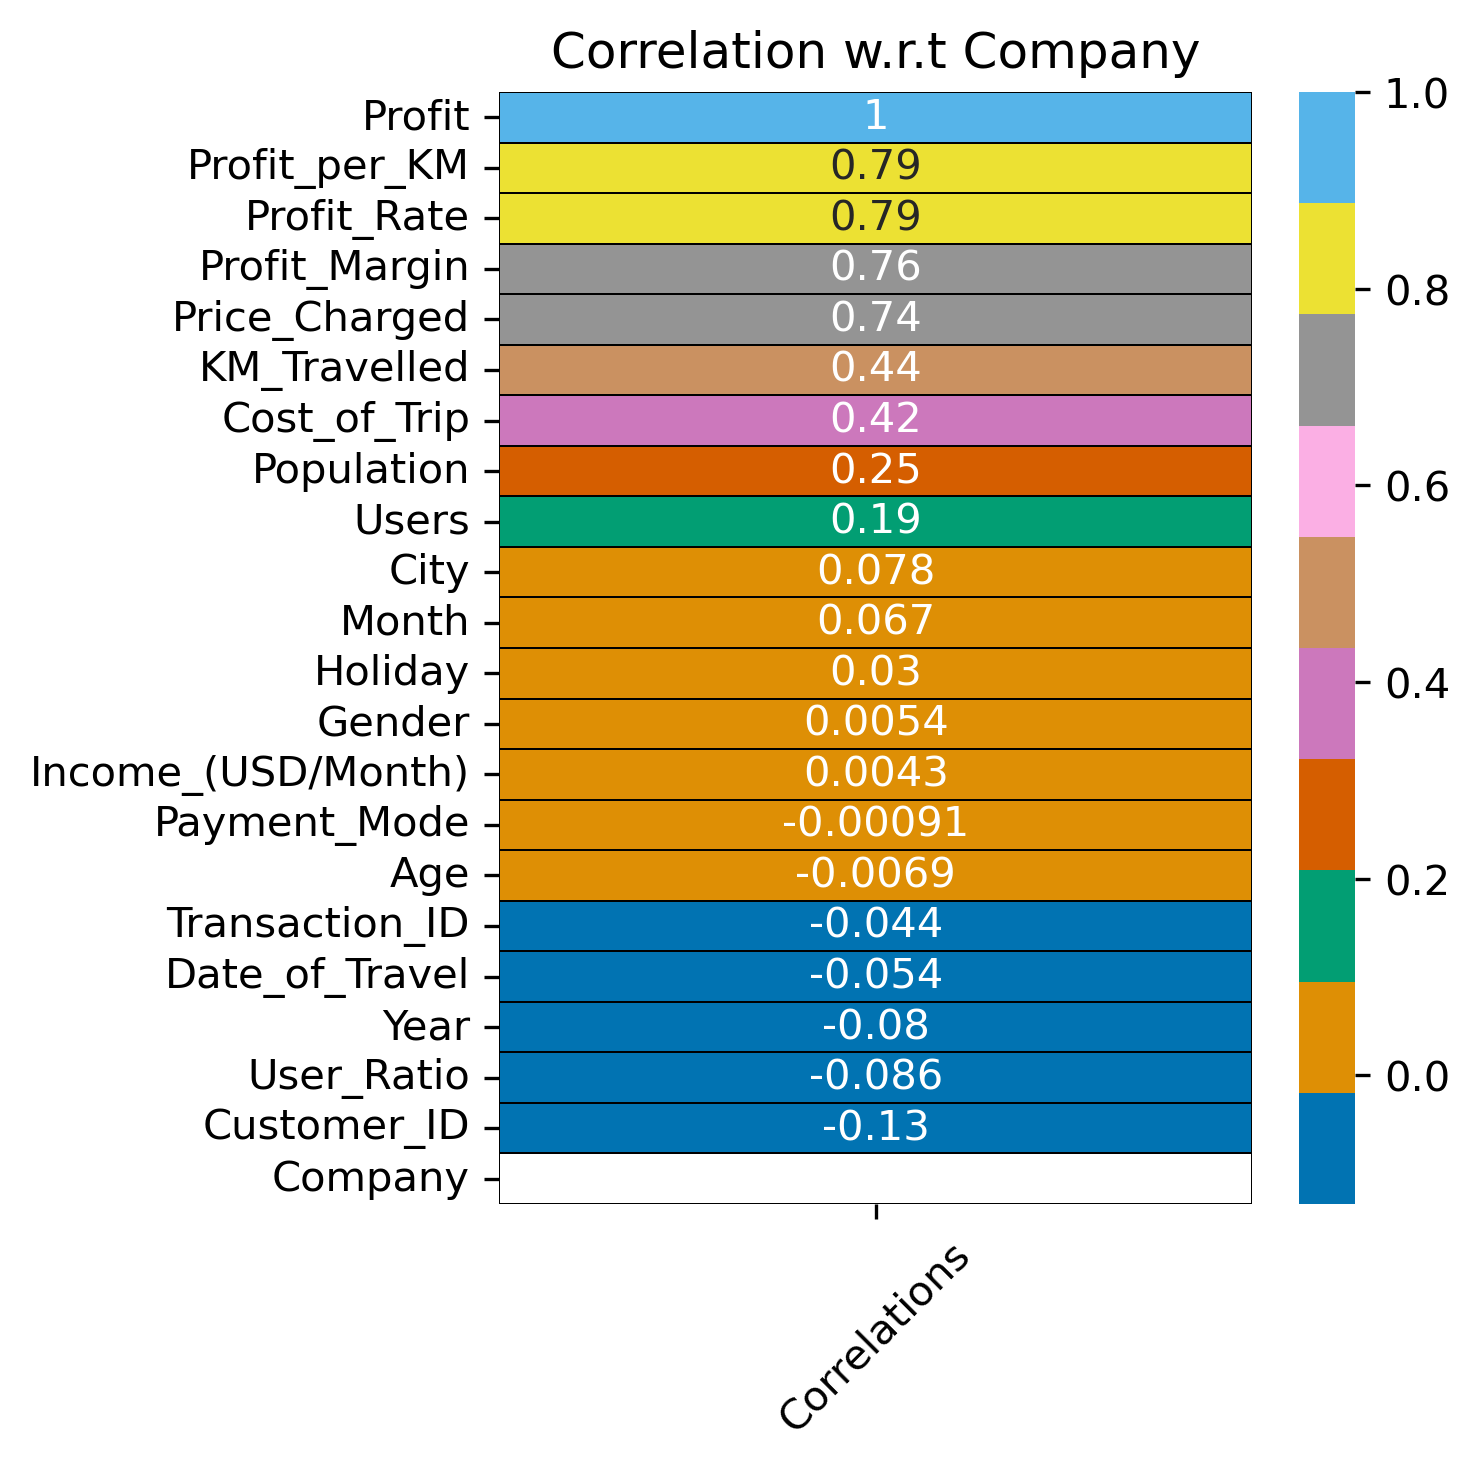 Correlation w.r.t Company
Profit 1
Profit_per_KM 0.79
Profit_Rate 0.79
Profit_Margin 0.76
Price_Charged 0.74
KM_Travelled 0.44
Cost_of_Trip 0.42
Population 0.25
Users 0.19
City 0.078
Month 0.067
Holiday 0.03
Gender 0.0054
Income_(USD/Month) 0.0043
Payment_Mode -0.00091
Age -0.0069
Transaction_ID -0.044
Date_of_Travel -0.054
Year -0.08
User_Ratio -0.086
Customer_ID -0.13
Company
Correlations
1.0
0.8
0.6
0.4
0.2
0.0